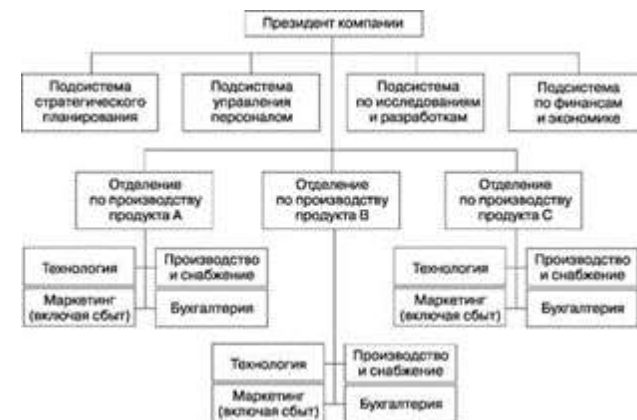 Президент компании
Подсистема
стратегического
планирования
Подсистема
управления
персоналом
Подсистема
по исследованиям
и разработкам
Подсистема
по финансам
и экономике
Отделение
по производству
продукта А
Отделение
по производству
продукта В
Отделение
по производству
продукта С
Технология
Производство
и снабжение
Маркетинг
(включая сбыт)
Бухгалтерия
Технология
Производство
и снабжение
Маркетинг
(включая сбыт)
Бухгалтерия
Технология
Производство
и снабжение
Маркетинг
(включая сбыт)
Бухгалтерия